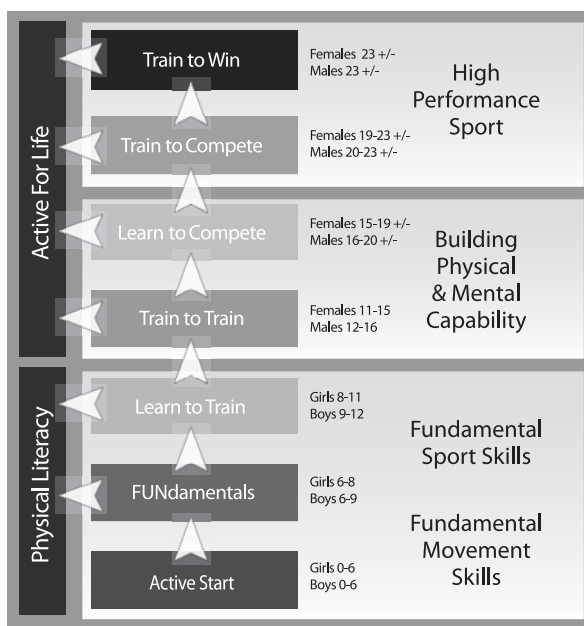 Active For Life
Physical Literacy
Train to Win
Females 23 +/-
Males 23 +/-
Train to Compete
Females 19-23 +/-
Males 20-23 +/-
High
Performance
Sport
Learn to Compete
Females 15-19 +/-
Males 16-20 +/-
Train to Train
Females 11-15
Males 12-16
Building
Physical
& Mental
Capability
Learn to Train
Girls 8-11
Boys 9-12
FUNdamentals
Girls 6-8
Boys 6-9
Active Start
Girls 0-6
Boys 0-6
Fundamental
Sport Skills
Fundamental
Movement
Skills